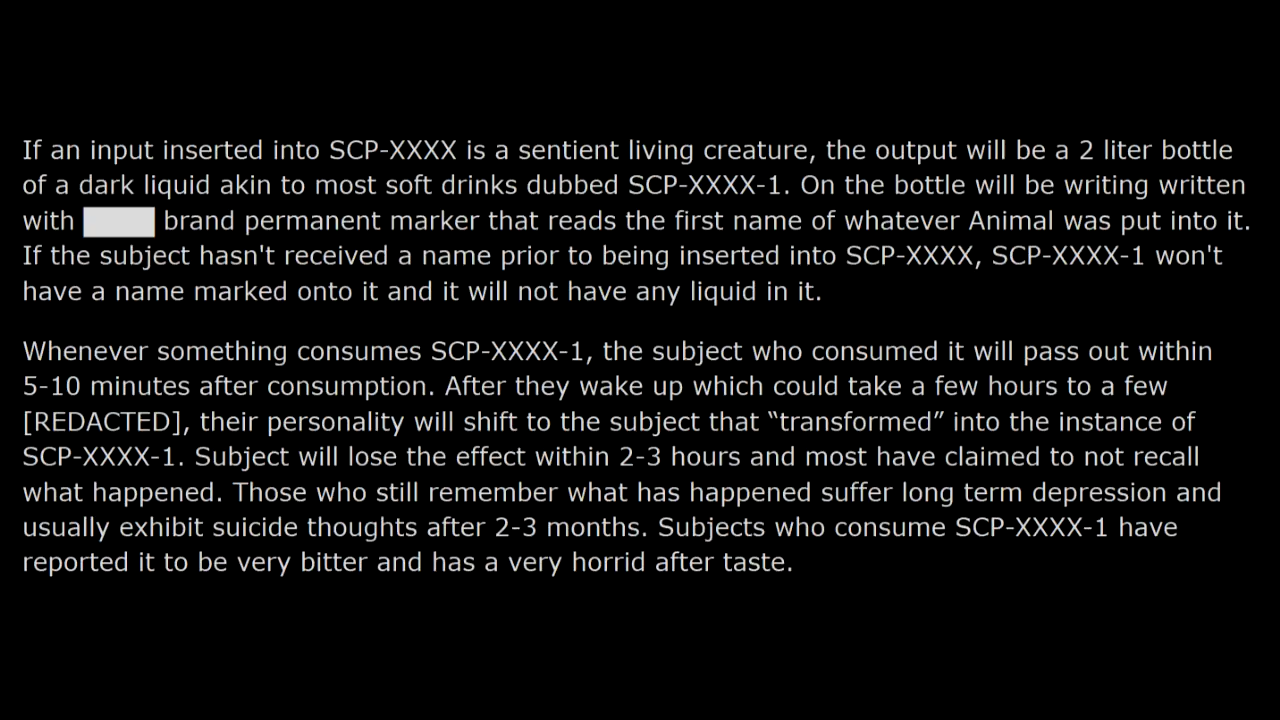 If an input inserted into SCP-XXXX is a sentient living creature, the output will be a 2 liter bottle
of a dark liquid akin to most soft drinks dubbed SCP-XXXX-1. On the bottle will be writing written
with brand permanent marker that reads the first name of whatever Animal was put into it.
If the subject hasn't received a name prior to being inserted into SCP-XXXX, SCP-XXXX-1 won't
have a name marked onto it and it will not have any liquid in it.
Whenever something consumes SCP-XXXX-1, the subject who consumed it will pass out within
5-10 minutes after consumption. After they wake up which could take a few hours to a few
[REDACTED], their personality will shift to the subject that “transformed” into the instance of
SCP-XXXX-1. Subject will lose the effect within 2-3 hours and most have claimed to not recall
what happened. Those who still remember what has happened suffer long term depression and
usually exhibit suicide thoughts after 2-3 months. Subjects who consume SCP-XXXX-1 have
reported it to be very bitter and has a very horrid after taste.